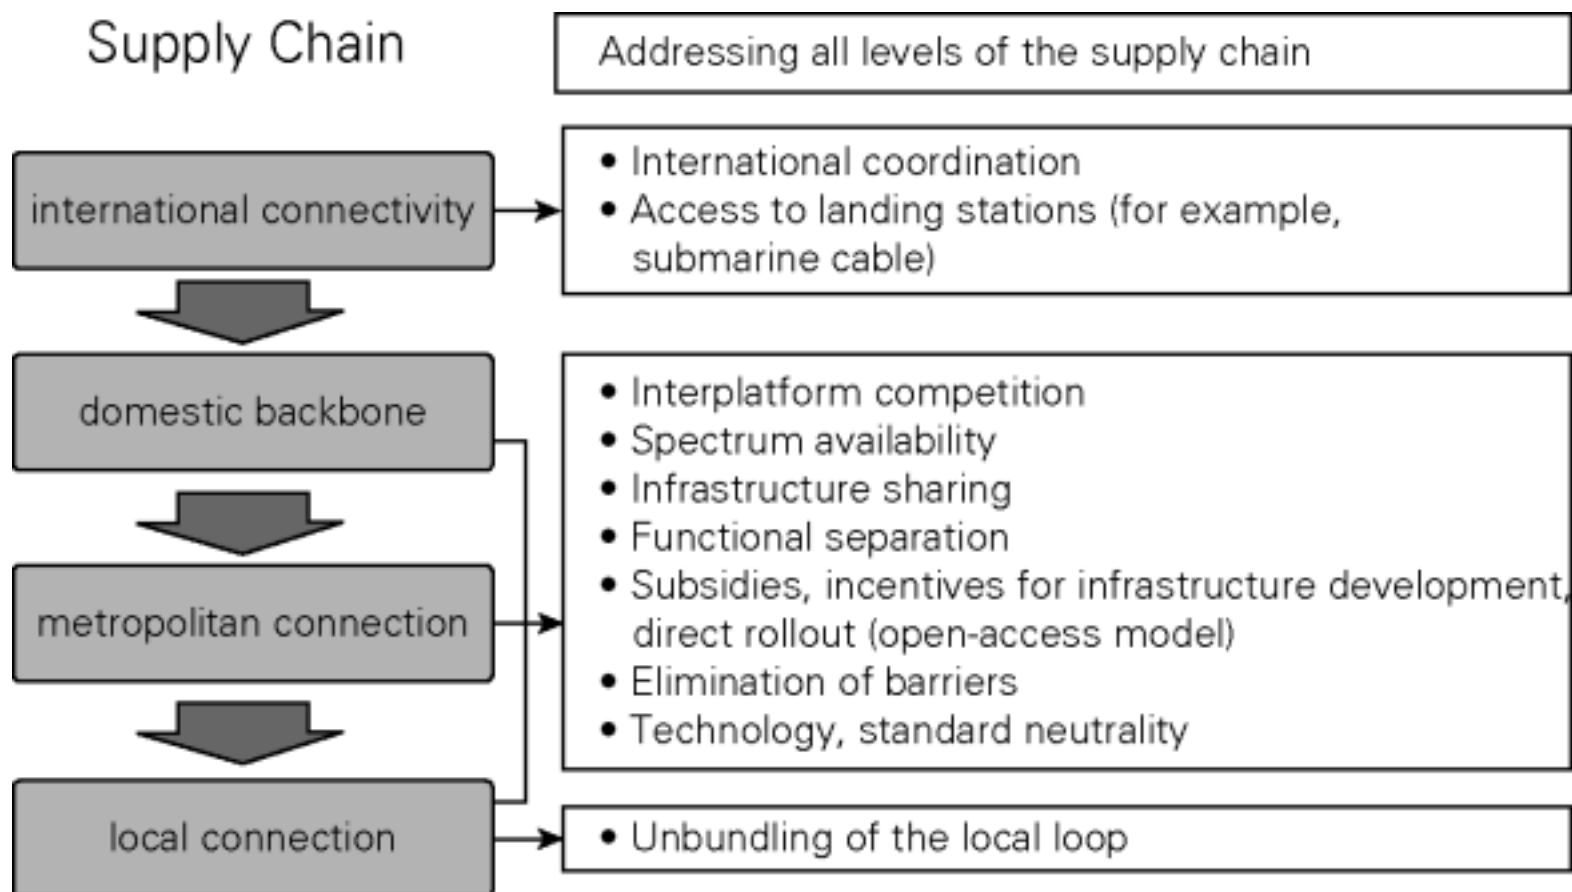 Supply Chain
Addressing all levels of the supply chain
international connectivity
• International coordination
• Access to landing stations (for example,
submarine cable)
domestic backbone
metropolitan connection
• Interplatform competition
• Spectrum availability
• Infrastructure sharing
• Functional separation
• Subsidies, incentives for infrastructure development,
direct rollout (open-access model)
• Elimination of barriers
• Technology, standard neutrality
local connection
• Unbundling of the local loop